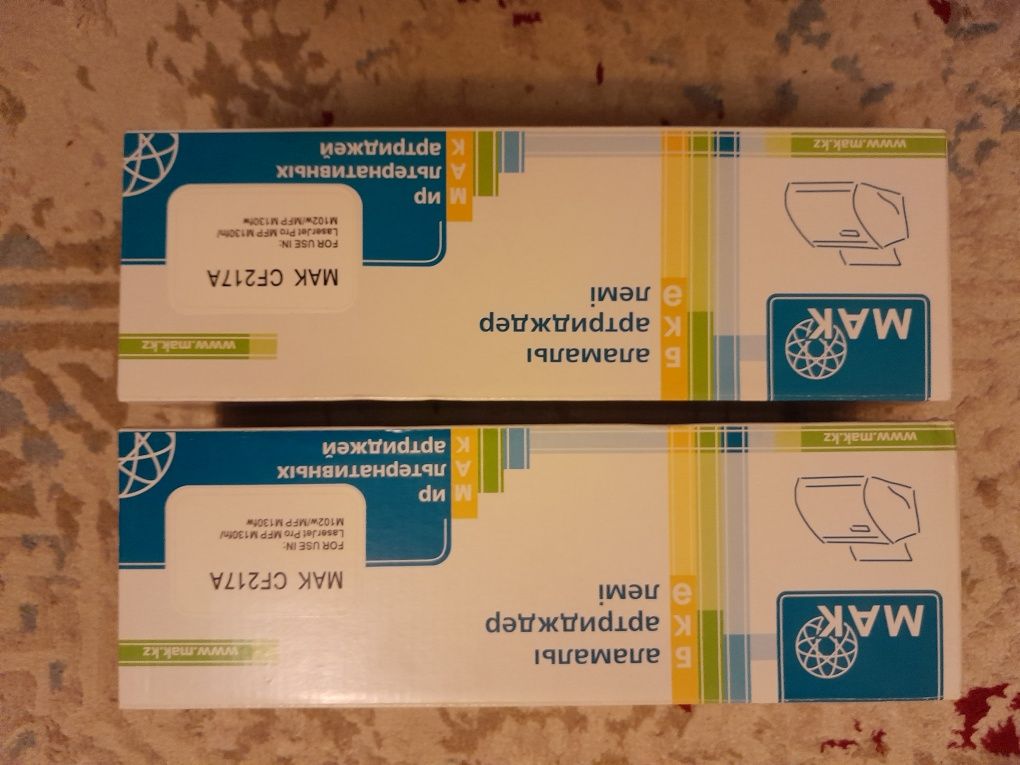 МАК
Баламалы
картридждер
әлемі
www.mak.kz
MAK CF217A
FOR USE IN:
LaserJet Pro MFP M130fn/
M102w/MFP M130fw
Мир
Альтернативных
Картриджей
www.mak.kz
МАК
Баламалы
картридждер
әлемі
www.mak.kz
MAK CF217A
FOR USE IN:
LaserJet Pro MFP M130fn/
M102w/MFP M130fw
Мир
Альтернативных
Картриджей
www.mak.kz